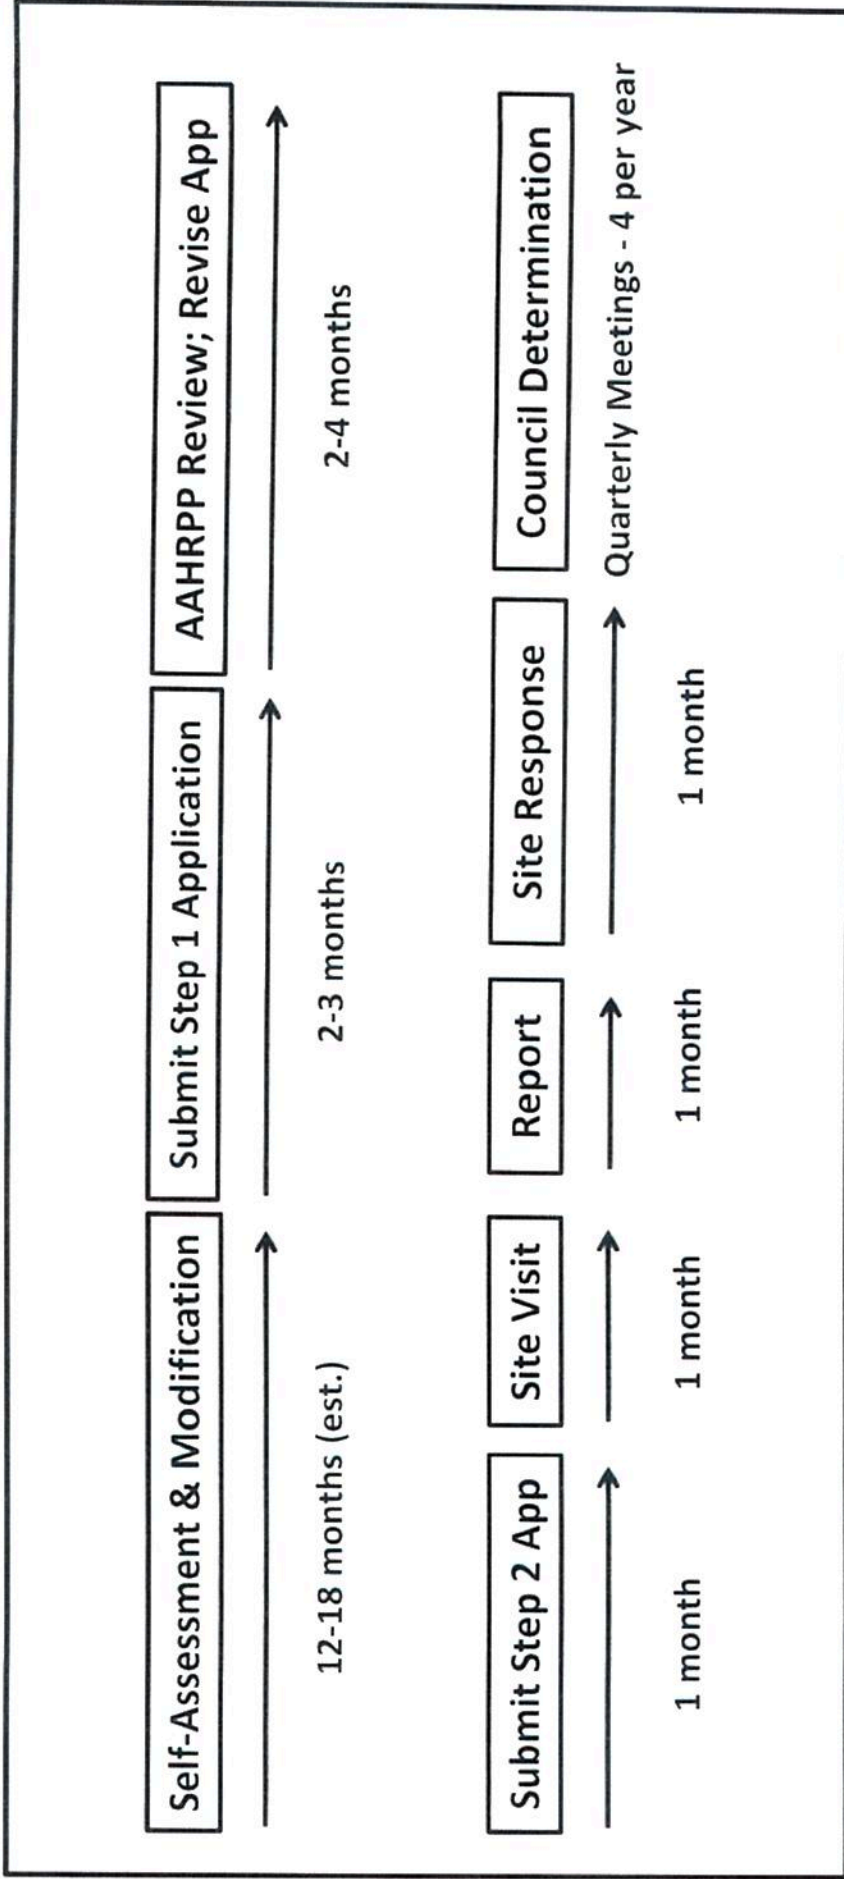 Self-Assessment & Modification
Submit Step 1 Application
AAHRPP Review; Revise App
12-18 months (est.)
2-3 months
2-4 months
Submit Step 2 App
Site Visit
Report
Site Response
Council Determination
1 month
1 month
1 month
1 month
Quarterly Meetings - 4 per year